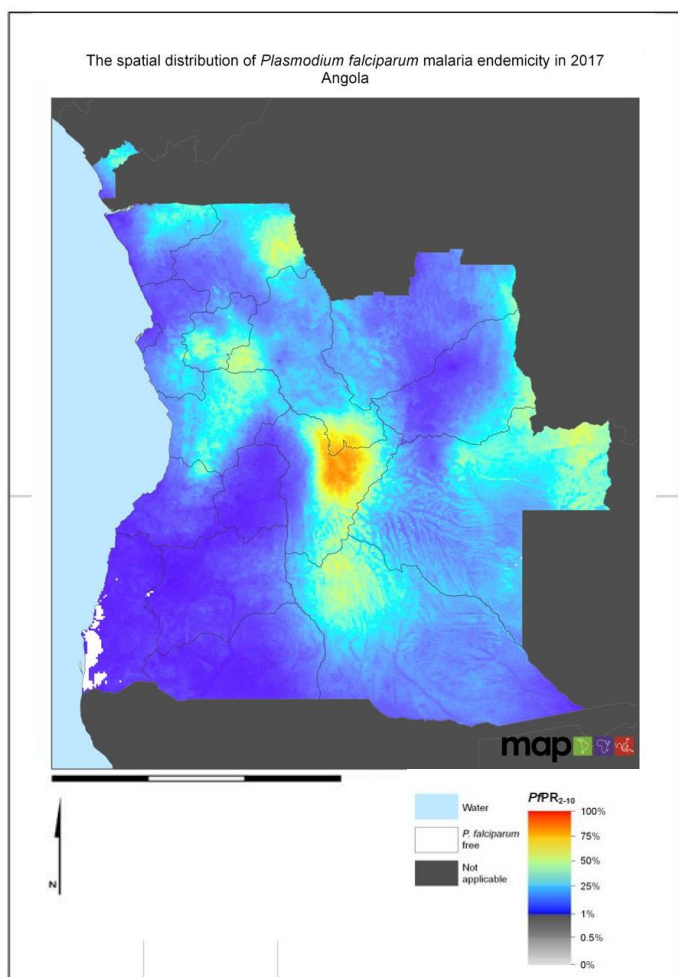 The spatial distribution of Plasmodium falciparum malaria endemicity in 2017
Angola
map
N
Water
P. falciparum
free
Not
applicable
PfPR2-10
100%
75%
50%
25%
1%
0.5%
0%